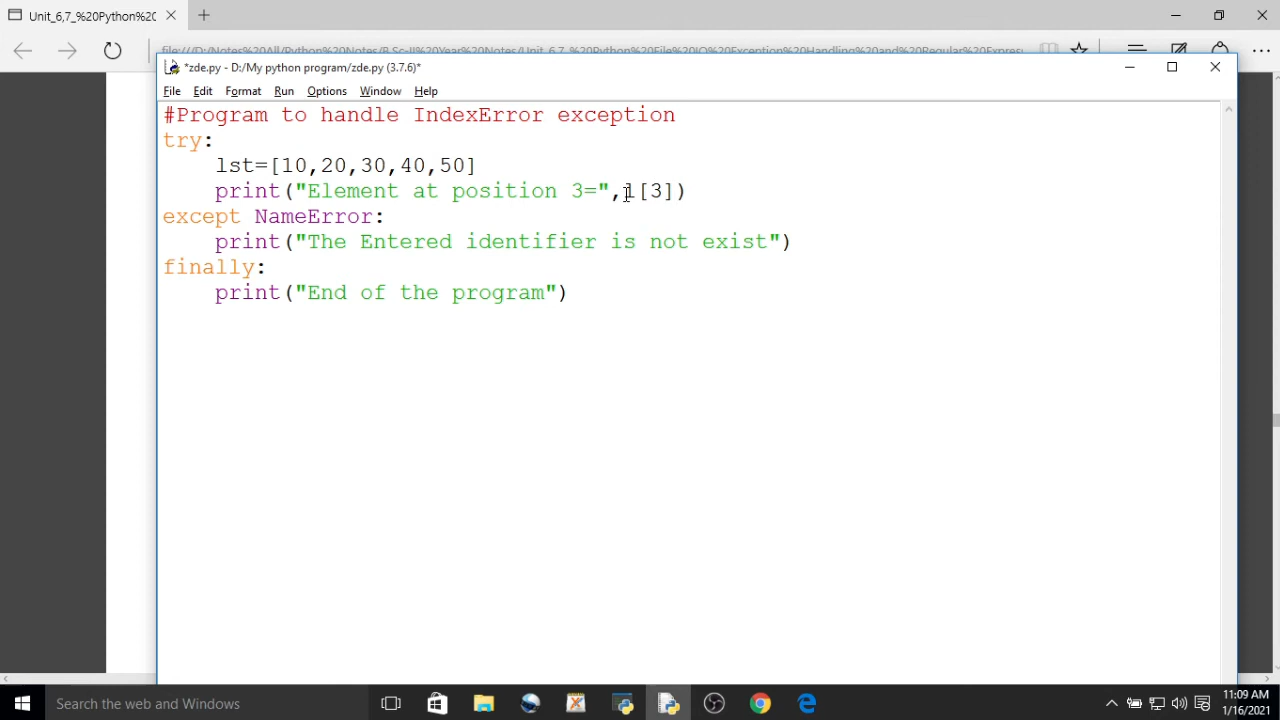 Unit_6,7_%20Python%20
*zde.py - D:/My python program/zde.py (3.7.6)*
File Edit Format Run Options Window Help
#Program to handle IndexError exception
try:
    lst=[10,20,30,40,50]
    print("Element at position 3=",l[3])
except NameError:
    print("The Entered identifier is not exist")
finally:
    print("End of the program")
Search the web and Windows
11:09 AM
1/16/2021